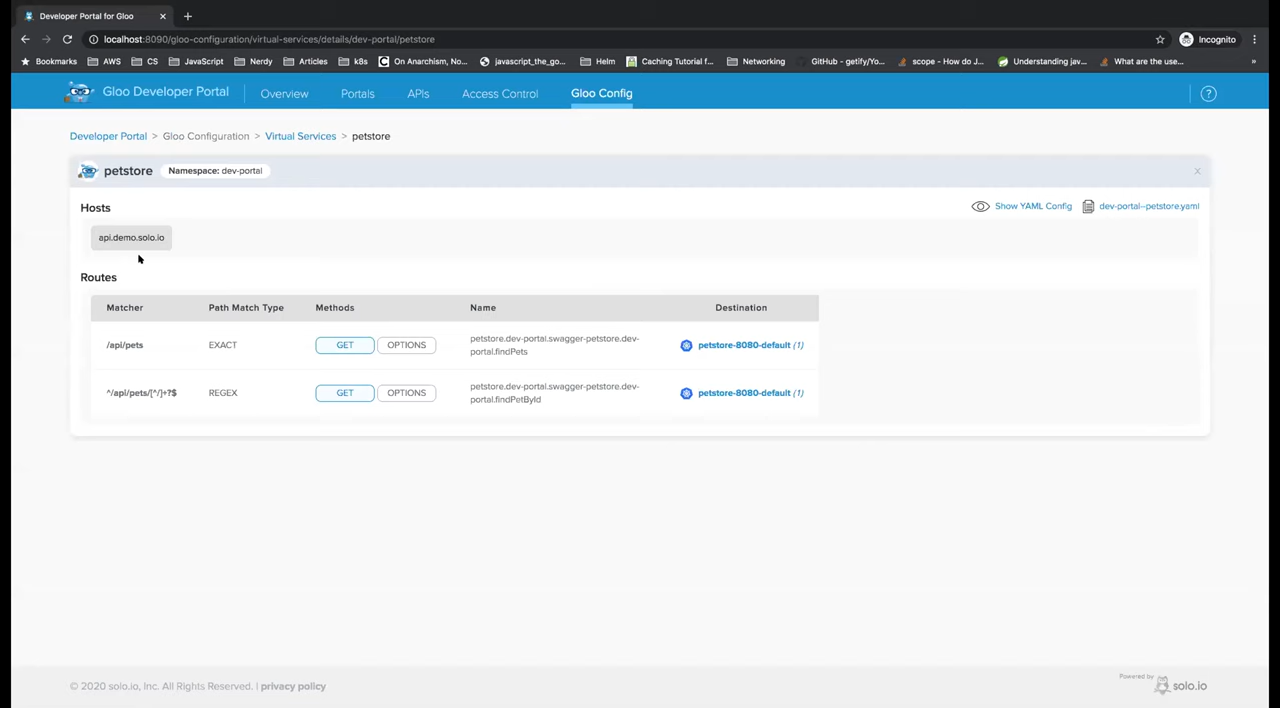 Developer Portal for Gloo
localhost:8090/gloo-configuration/virtual-services/details/dev-portal/petstore
Incognito
Bookmarks AWS CS JavaScript Nerdy Articles k8s On Anarchism, No... javascript_the_go... Helm Caching Tutorial f... Networking GitHub - getify/Yo... scope - How do J... Understanding jav... What are the use... »
Gloo Developer Portal Overview Portals APIs Access Control Gloo Config ?
Developer Portal > Gloo Configuration > Virtual Services > petstore
petstore Namespace: dev-portal x
Hosts Show YAML Config dev-portal--petstore.yaml
api.demo.solo.io
Routes
Matcher Path Match Type Methods Name Destination
/api/pets EXACT GET OPTIONS petstore.dev-portal.swagger-petstore.dev- petstore-8080-default (1)
portal.findPets
^/api/pets/[^/]+?$ REGEX GET OPTIONS petstore.dev-portal.swagger-petstore.dev- petstore-8080-default (1)
portal.findPetById
© 2020 solo.io, Inc. All Rights Reserved. | privacy policy
Powered by
solo.io